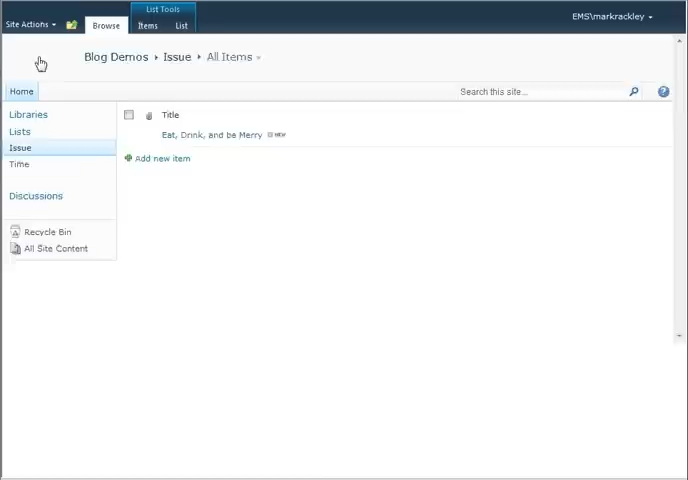 Site Actions
Browse
List Tools
Items
List
EMS\markrackley
Blog Demos
Issue
All Items
Home
Search this site...
Libraries
Lists
Issue
Time
Discussions
Recycle Bin
All Site Content
Title
Eat, Drink, and be Merry
NEW
Add new item